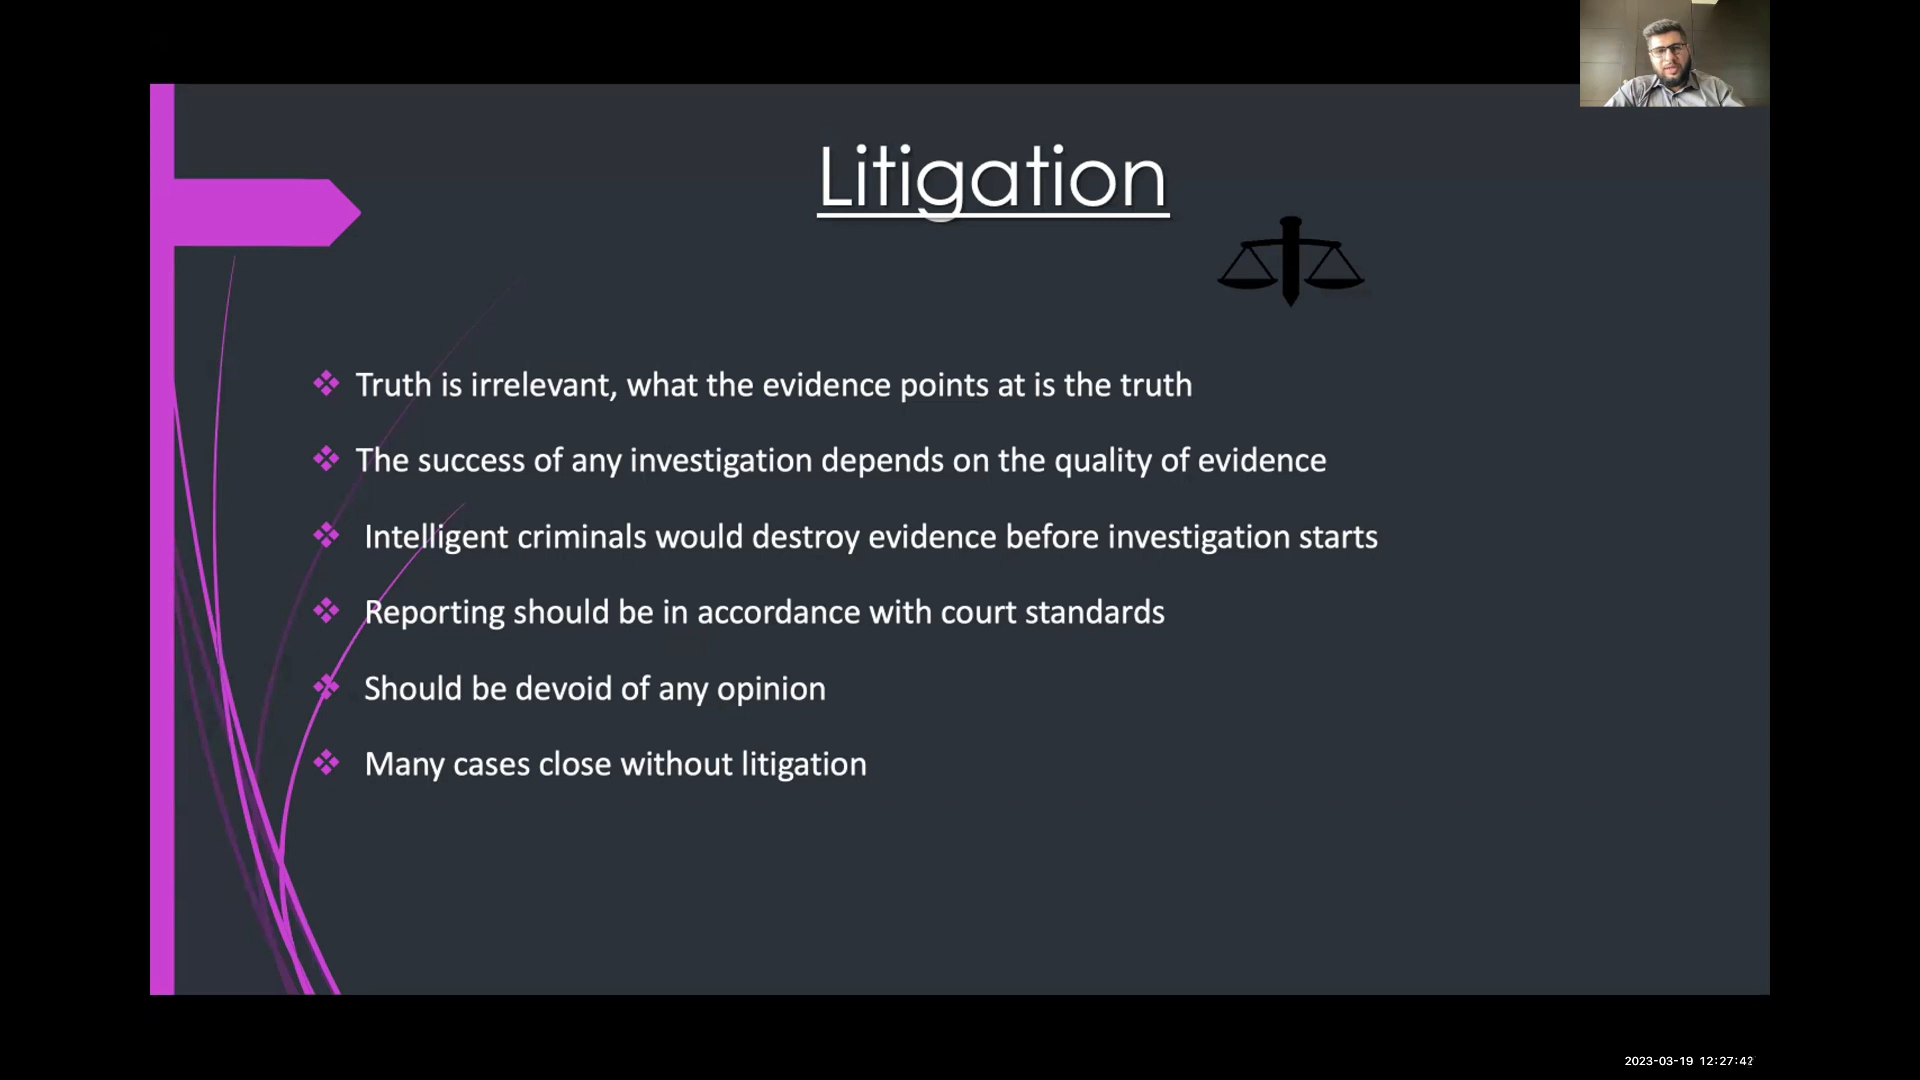 Litigation
Truth is irrelevant, what the evidence points at is the truth
The success of any investigation depends on the quality of evidence
Intelligent criminals would destroy evidence before investigation starts
Reporting should be in accordance with court standards
Should be devoid of any opinion
Many cases close without litigation
2023-03-19 12:27:42